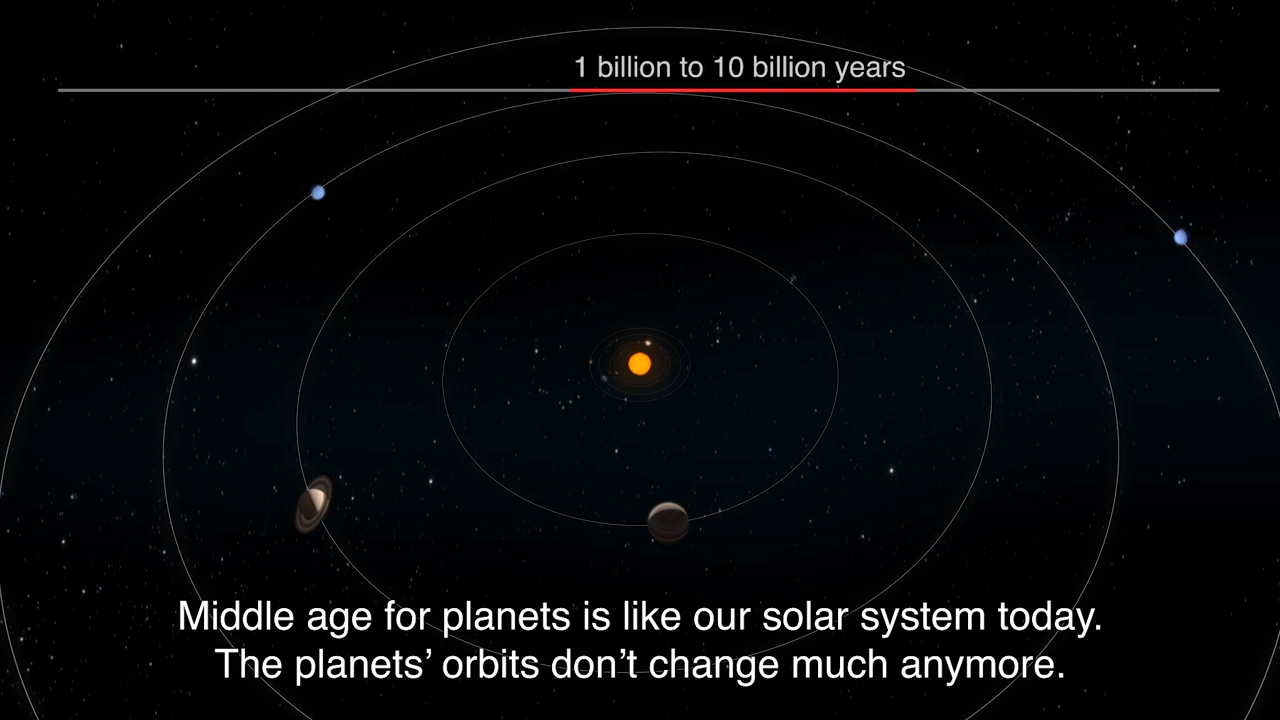 1 billion to 10 billion years
Middle age for planets is like our solar system today.
The planets’ orbits don’t change much anymore.